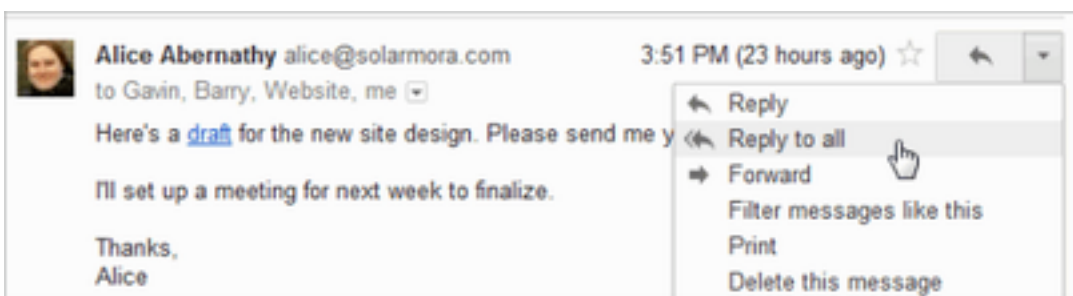 Alice Abernathy alice@solarmora.com 3:51 PM (23 hours ago)
to Gavin, Barry, Website, me
Here's a draft for the new site design. Please send me y
I'll set up a meeting for next week to finalize.
Thanks,
Alice
Reply
Reply to all
Forward
Filter messages like this
Print
Delete this message